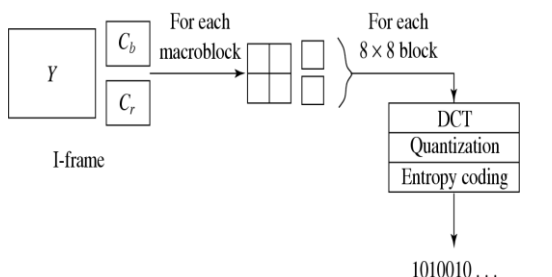 Y
C_b
C_r
I-frame
For each
macroblock
For each
8 × 8 block
DCT
Quantization
Entropy coding
1010010 . . .